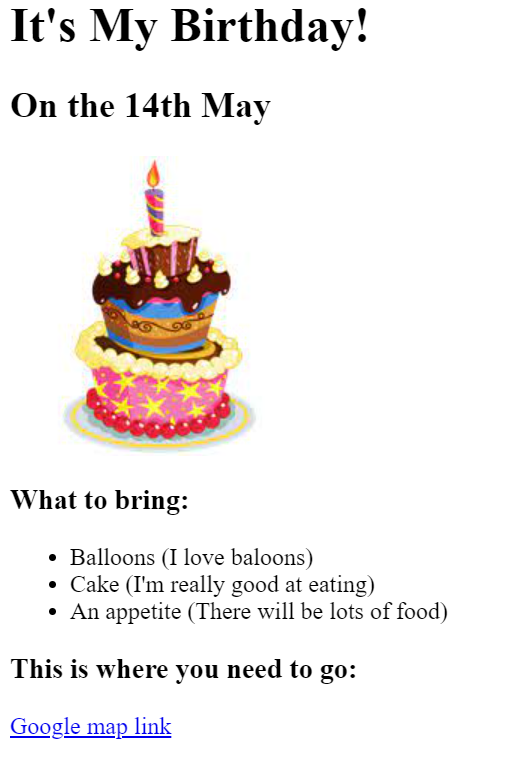 It's My Birthday!
On the 14th May
What to bring:
Balloons (I love baloons)
Cake (I'm really good at eating)
An appetite (There will be lots of food)
This is where you need to go:
Google map link